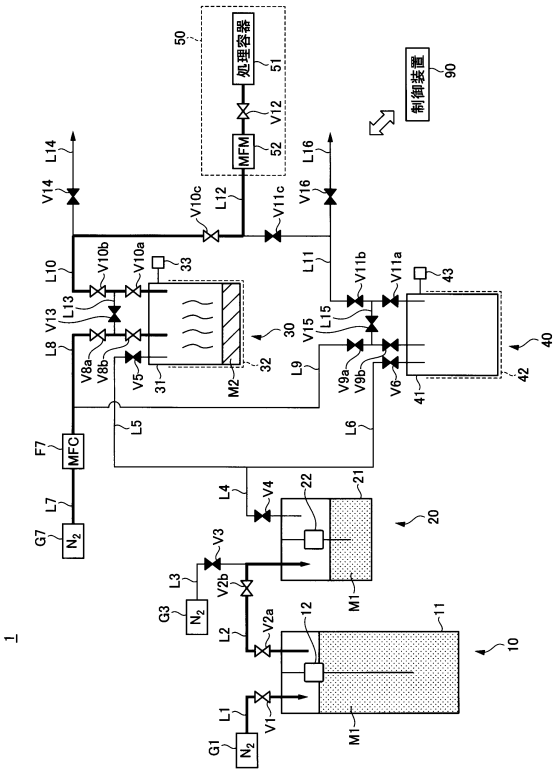 1
50
処理容器
51
V12
MFM
52
L12
制御装置
90
L14
V14
L16
V16
V10c
V11c
L10
V10b
V10a
33
L13
V13
L8
V8a
V8b
V5
31
M2
32
30
L11
V11b
V11a
43
L15
V15
L9
V9a
V9b
V6
41
42
40
F7
MFC
L7
G7
N2
L5
L6
L4
V4
22
21
20
M1
L3
V3
G3
N2
V2b
L2
V2a
12
11
10
M1
L1
V1
G1
N2